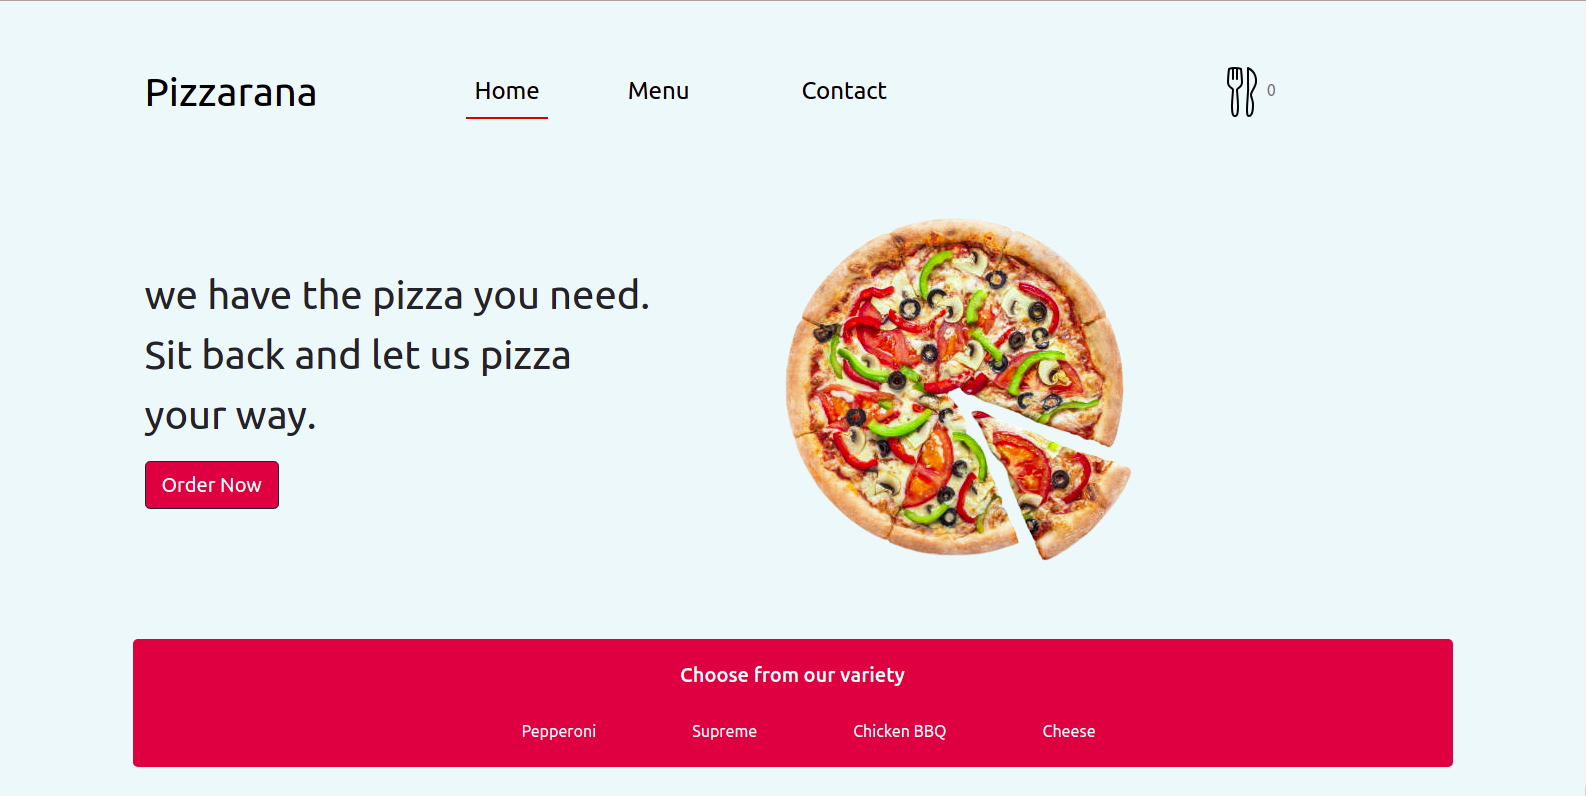 Pizzarana
Home
Menu
Contact
0
we have the pizza you need.
Sit back and let us pizza
your way.
Order Now
Choose from our variety
Pepperoni
Supreme
Chicken BBQ
Cheese